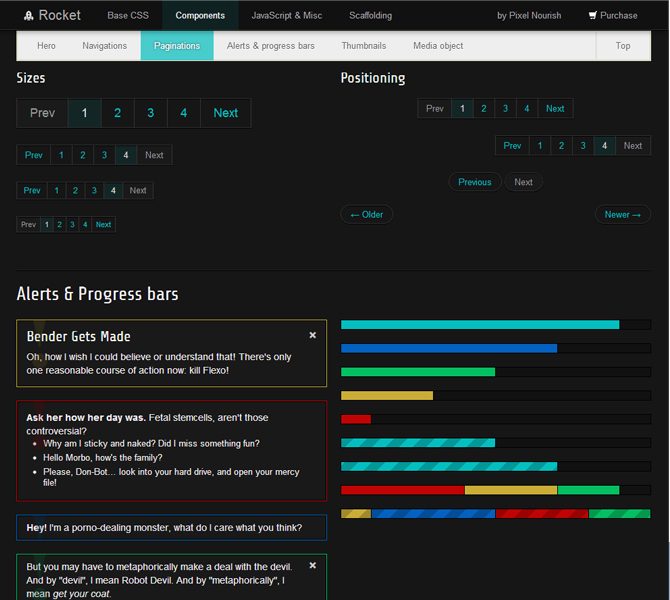 Rocket Base CSS Components JavaScript & Misc Scaffolding by Pixel Nourish Purchase
Hero Navigations Paginations Alerts & progress bars Thumbnails Media object Top
Sizes
Prev 1 2 3 4 Next
Prev 1 2 3 4 Next
Prev 1 2 3 4 Next
Prev 1 2 3 4 Next
Positioning
Prev 1 2 3 4 Next
Prev 1 2 3 4 Next
Previous Next
← Older Newer →
Alerts & Progress bars
Bender Gets Made ×
Oh, how I wish I could believe or understand that! There's only
one reasonable course of action now: kill Flexo!
Ask her how her day was. Fetal stemcells, aren't those
controversial?
• Why am I sticky and naked? Did I miss something fun?
• Hello Morbo, how's the family?
• Please, Don-Bot... look into your hard drive, and open your mercy
file!
Hey! I'm a porno-dealing monster, what do I care what you think?
But you may have to metaphorically make a deal with the devil. ×
And by "devil", I mean Robot Devil. And by "metaphorically", I
mean get your coat.